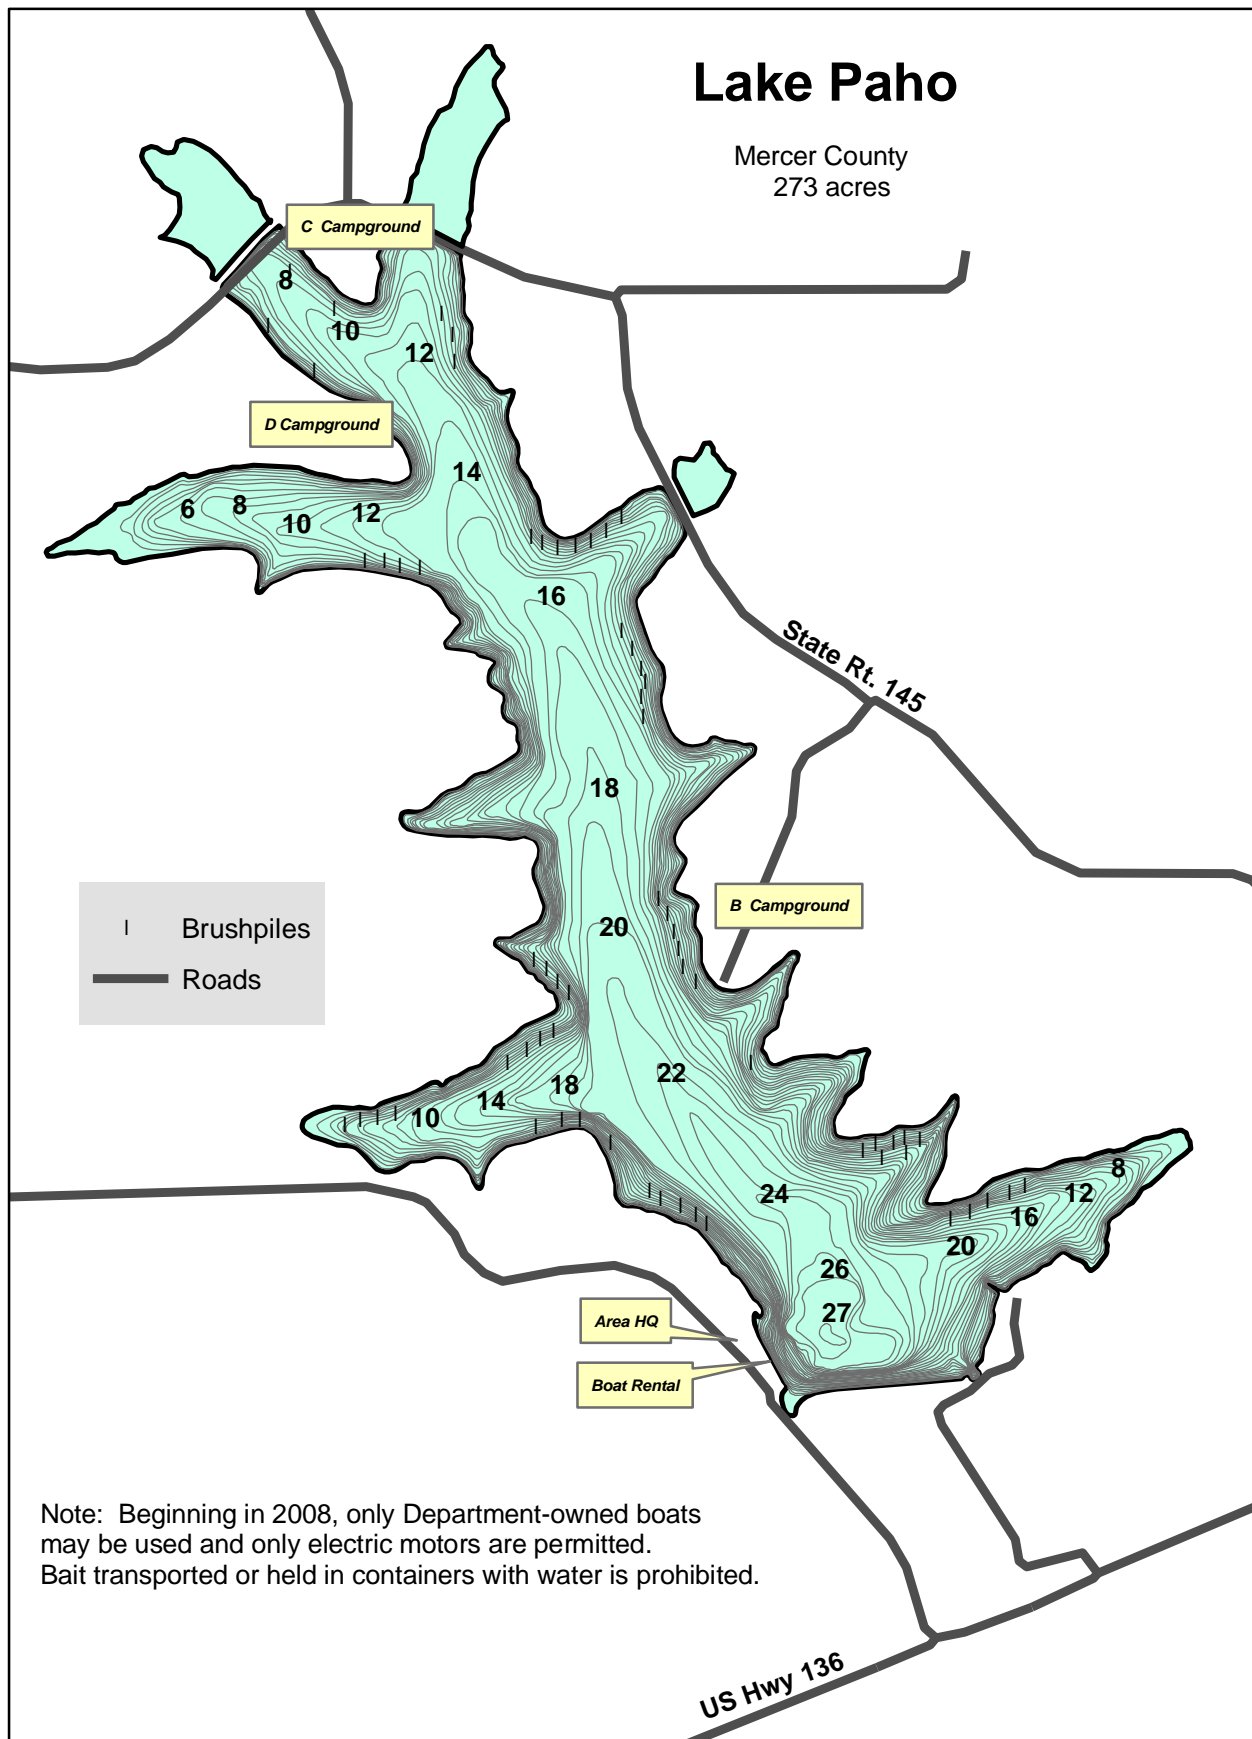 Lake Paho
Mercer County
273 acres
C Campground
8
10
12
D Campground
14
6
8
10
12
16
State Rt. 145
18
B Campground
Brushpiles
Roads
20
22
18
14
10
24
8
12
16
20
26
27
Area HQ
Boat Rental
Note: Beginning in 2008, only Department-owned boats
may be used and only electric motors are permitted.
Bait transported or held in containers with water is prohibited.
US Hwy 136